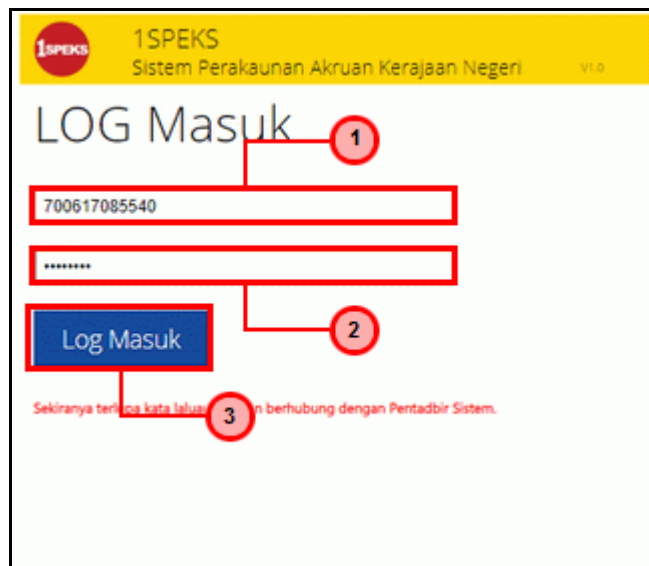 1SPEKS
1SPEKS
Sistem Perakaunan Akruan Kerajaan Negeri V1.0
LOG Masuk
1
700617085540
••••••••
2
Log Masuk
Sekiranya terlupa kata laluan berhubung dengan Pentadbir Sistem.
3